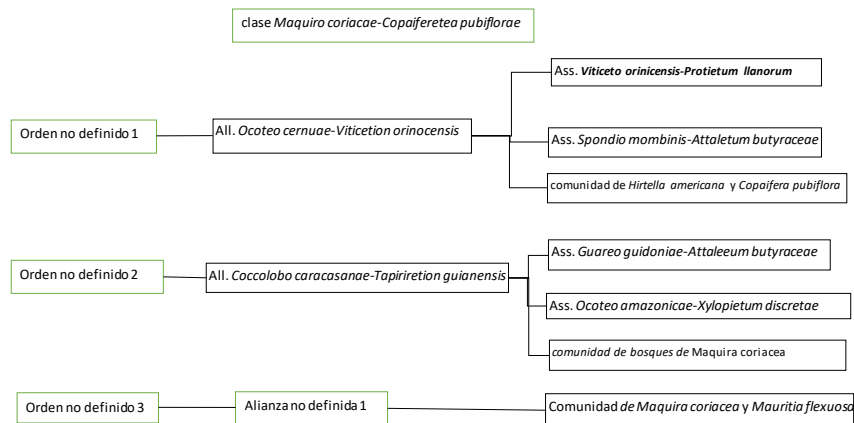 clase Maquiro coriacae-Copaiferetea pubiflorae
Ass. Viticeto orinicensis-Protietum llanorum
Orden no definido 1
All. Ocoteo cernuae-Viticetion orinocensis
Ass. Spondio mombinis-Attaletum butyraceae
comunidad de Hirtella americana y Copaifera pubiflora
Ass. Guareo guidoniae-Attaleeum butyraceae
Orden no definido 2
All. Coccolobo caracasanae-Tapiriretion guianensis
Ass. Ocoteo amazonicae-Xylopietum discretae
comunidad de bosques de Maquira coriacea
Orden no definido 3
Alianza no definida 1
Comunidad de Maquira coriacea y Mauritia flexuosa